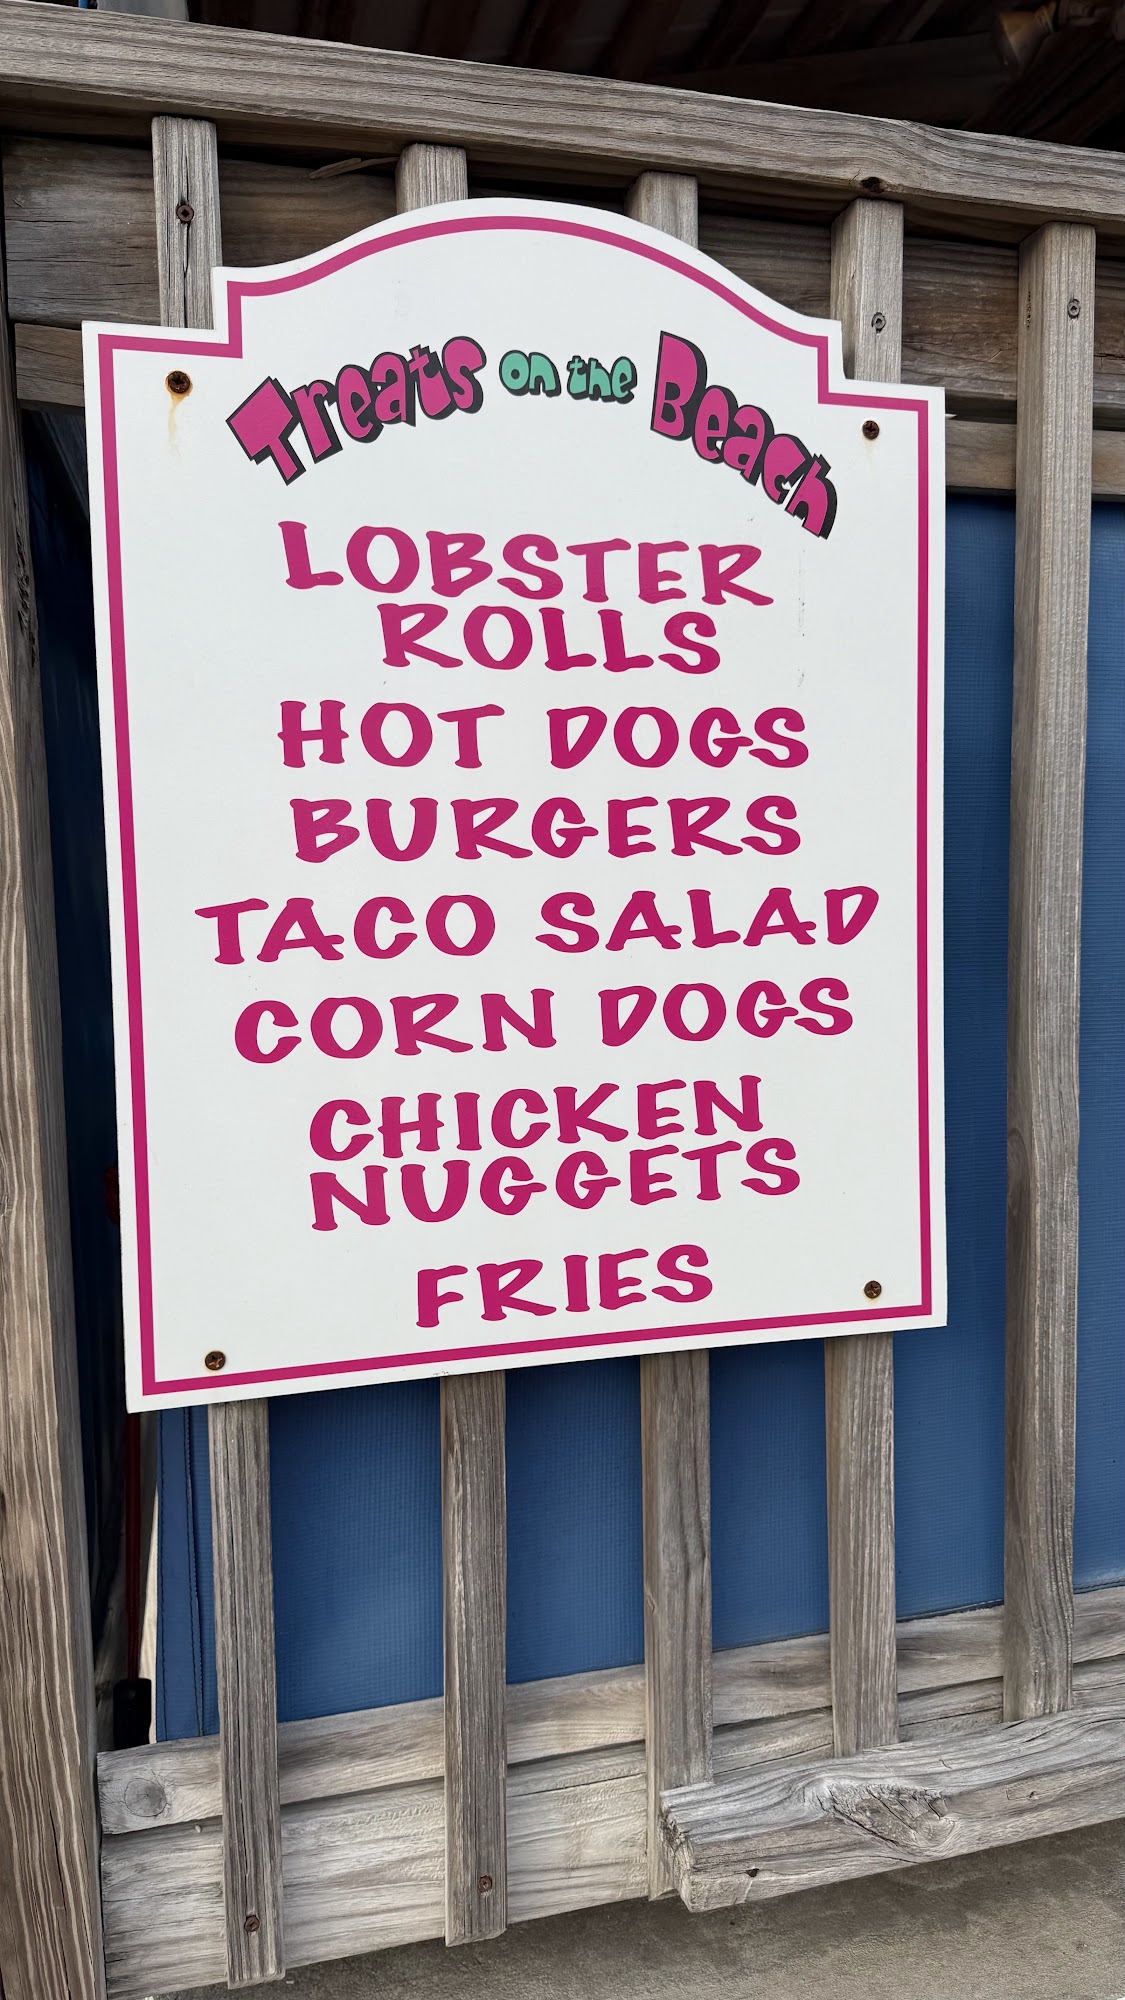 Treats on the Beach
LOBSTER
ROLLS
HOT DOGS
BURGERS
TACO SALAD
CORN DOGS
CHICKEN
NUGGETS
FRIES